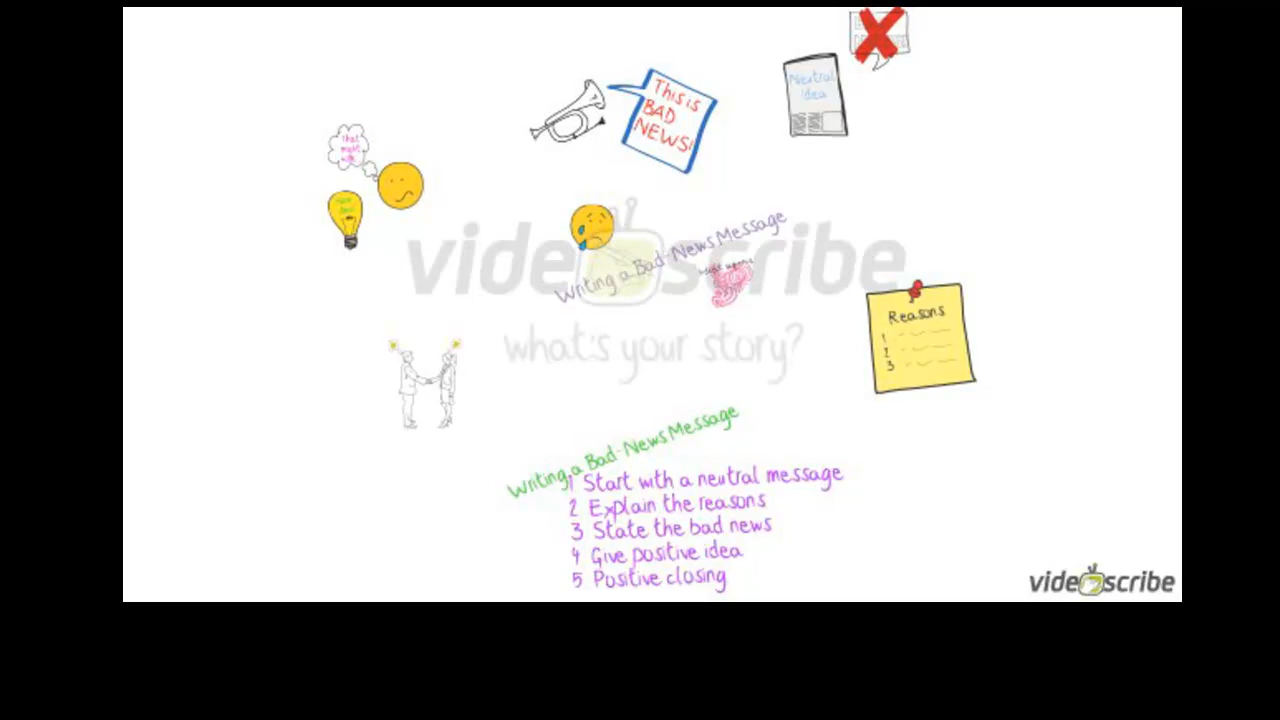 This is
BAD
NEWS!
Neutral
idea
That
might
Writing a Bad-News Message
videoscribe
what's your story?
Reasons
1
2
3
Writing a Bad-News Message
1 Start with a neutral message
2 Explain the reasons
3 State the bad news
4 Give positive idea
5 Positive closing
videoscribe